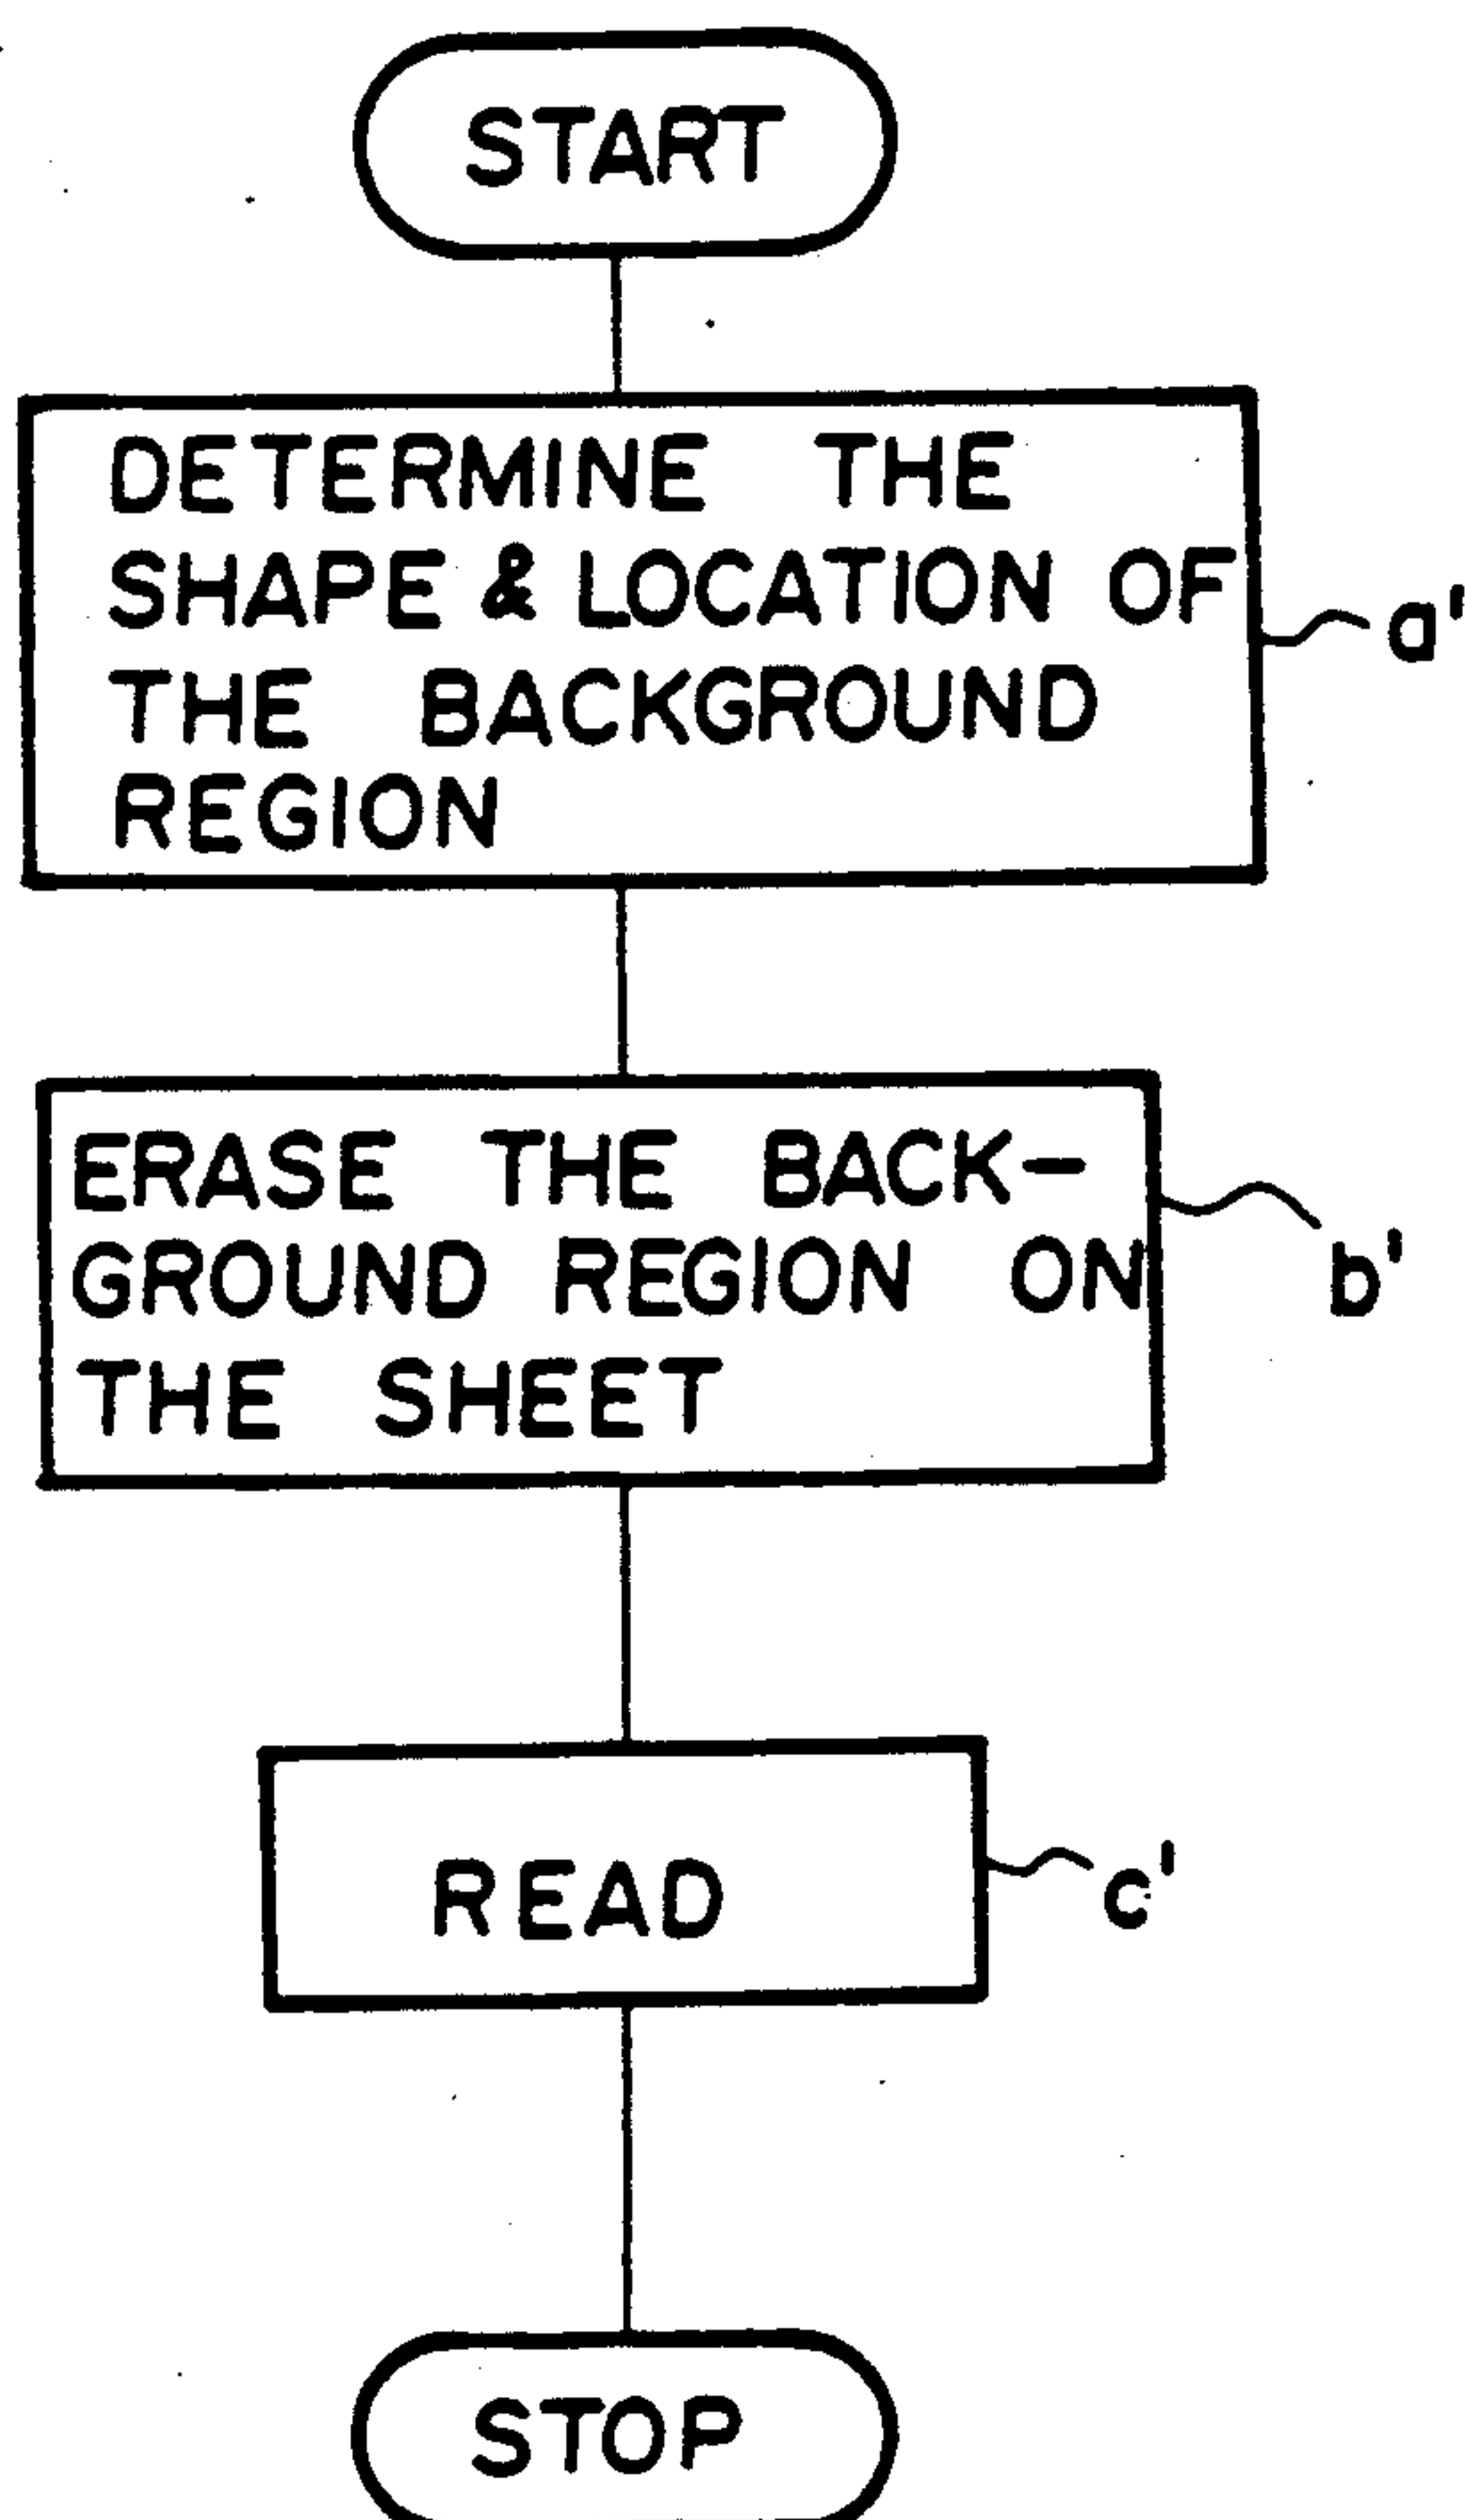 START
DETERMINE THE
SHAPE & LOCATION OF
a'
THE BACKGROUND
REGION
ERASE THE BACK-
GROUND REGION ON
b'
THE SHEET
READ
c'
STOP